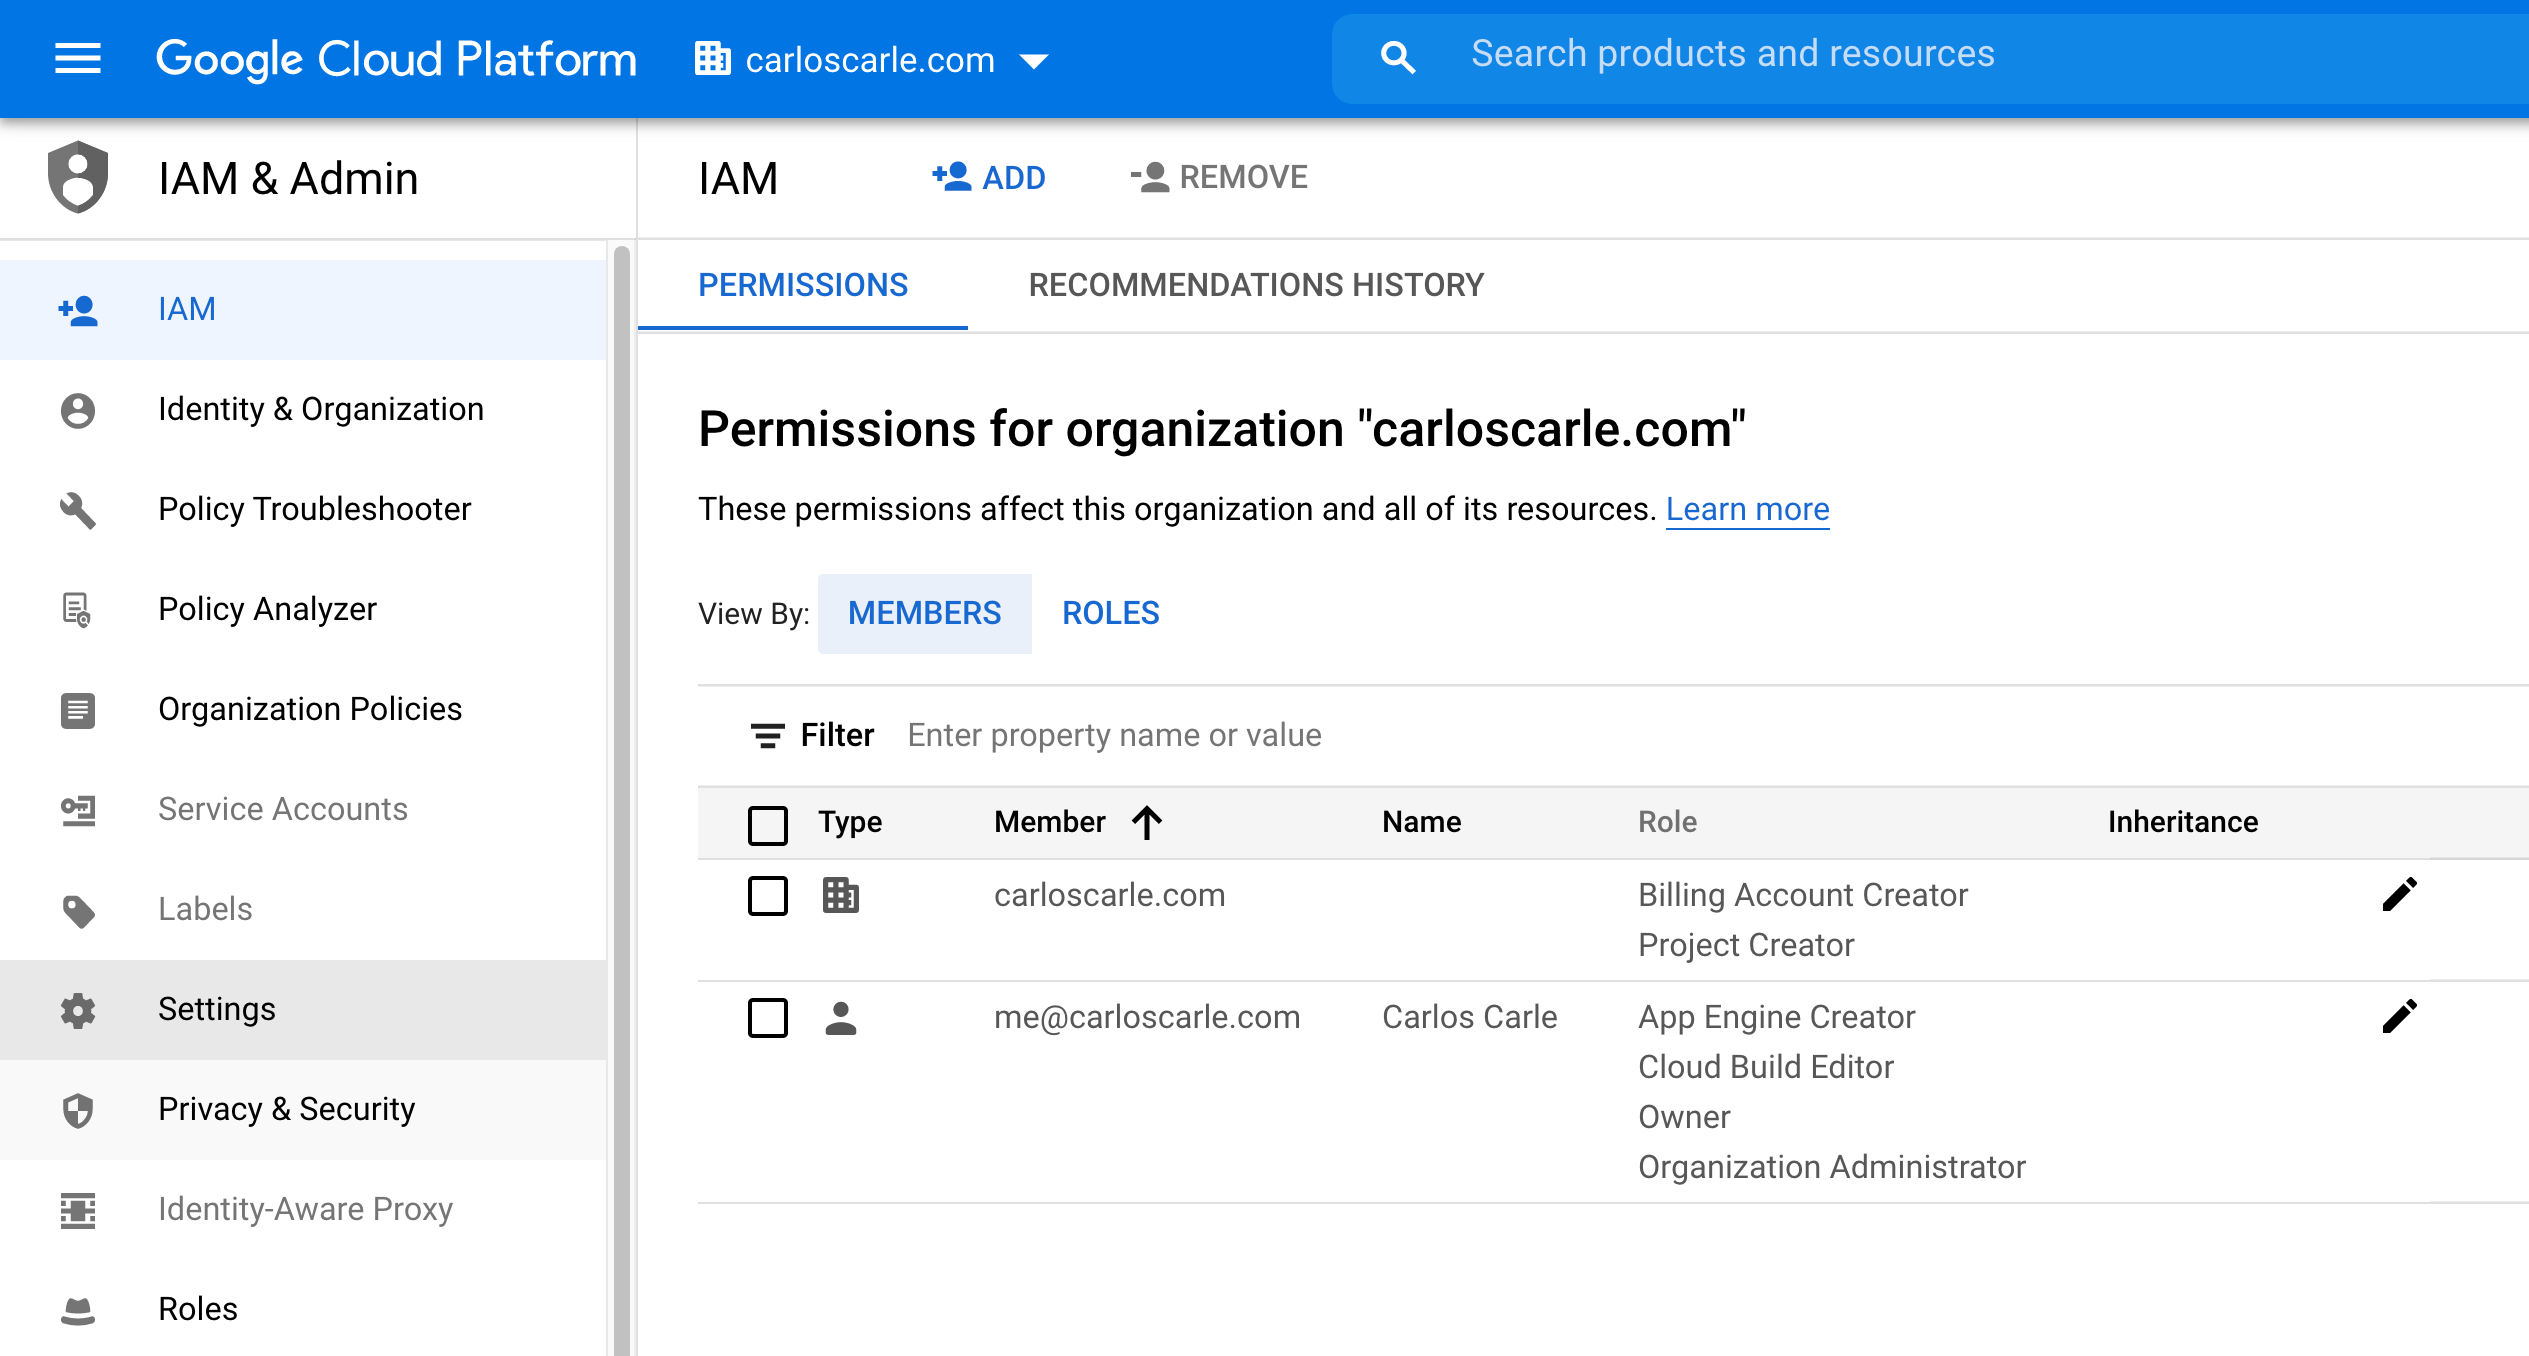 Google Cloud Platform
carloscarle.com
Search products and resources
IAM & Admin
IAM
ADD
REMOVE
IAM
Identity & Organization
Policy Troubleshooter
Policy Analyzer
Organization Policies
Service Accounts
Labels
Settings
Privacy & Security
Identity-Aware Proxy
Roles
PERMISSIONS
RECOMMENDATIONS HISTORY
Permissions for organization "carloscarle.com"
These permissions affect this organization and all of its resources. Learn more
View By: MEMBERS ROLES
Filter Enter property name or value
Type Member Name Role Inheritance
carloscarle.com Billing Account Creator
Project Creator
me@carloscarle.com Carlos Carle App Engine Creator
Cloud Build Editor
Owner
Organization Administrator